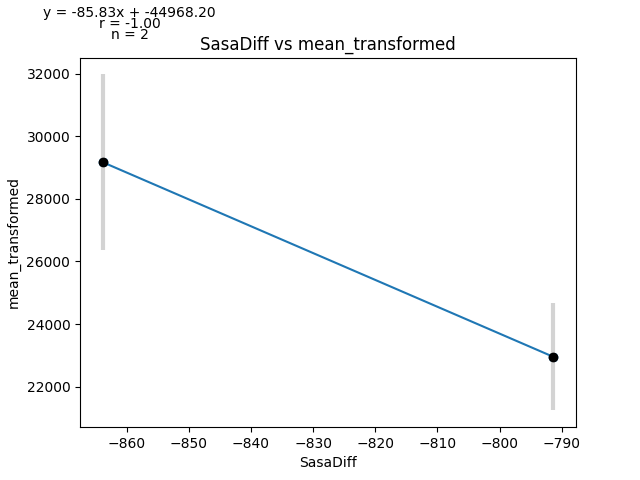 y = -85.83x + -44968.20
r = -1.00
n = 2
SasaDiff vs mean_transformed
32000
30000
28000
26000
24000
22000
mean_transformed
−860
−850
−840
−830
−820
−810
−800
−790
SasaDiff